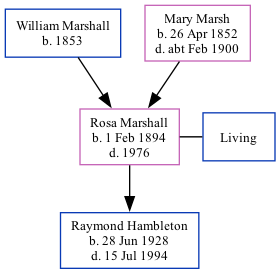 William Marshall
b. 1853
Mary Marsh
b. 26 Apr 1852
d. abt Feb 1900
Rosa Marshall
b. 1 Feb 1894
d. 1976
Living
Raymond Hambleton
b. 28 Jun 1928
d. 15 Jul 1994